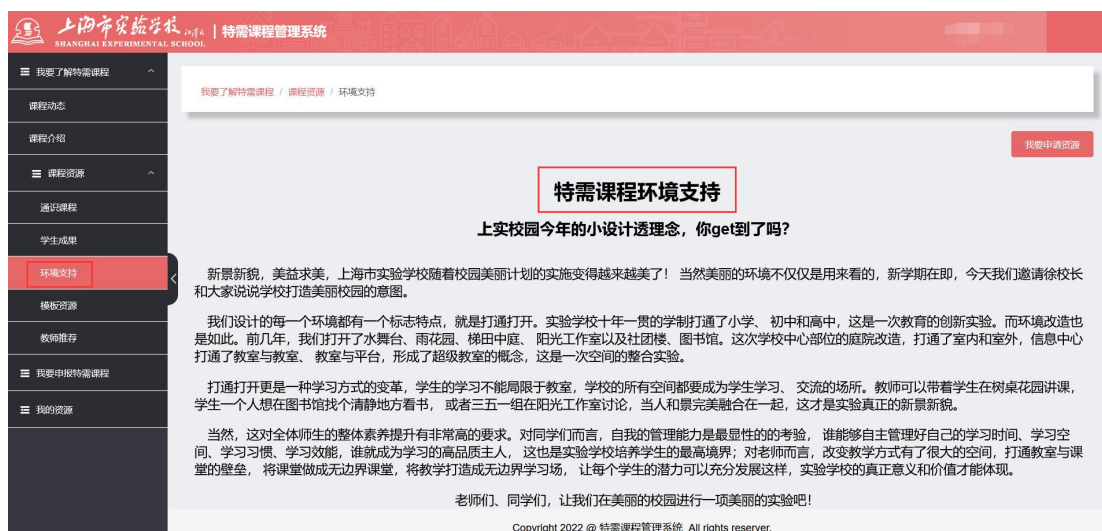 上海市实验学校
SHANGHAI EXPERIMENTAL SCHOOL
特需课程管理系统
我要了解特需课程
课程动态
课程介绍
课程资源
通识课程
学生成果
环境支持
模板资源
教师推荐
我要申报特需课程
我的资源
我要了解特需课程 / 课程资源 / 环境支持
我要申请资源
特需课程环境支持
上实校园今年的小设计透理念，你get到了吗？
新景新貌，美益求美，上海市实验学校随着校园美丽计划的实施变得越来越美了！ 当然美丽的环境不仅仅是用来看的，新学期在即，今天我们邀请徐校长
和大家说说学校打造美丽校园的意图。
我们设计的每一个环境都有一个标志特点，就是打通打开。实验学校十年一贯的学制打通了小学、 初中和高中，这是一次教育的创新实验。而环境改造也
是如此。前几年，我们打开了水舞台、雨花园、梯田中庭、 阳光工作室以及社团楼、图书馆。这次学校中心部位的庭院改造，打通了室内和室外，信息中心
打通了教室与教室、 教室与平台，形成了超级教室的概念，这是一次空间的整合实验。
打通打开更是一种学习方式的变革，学生的学习不能局限于教室，学校的所有空间都要成为学生学习、 交流的场所。教师可以带着学生在树桌花园讲课，
学生一个人想在图书馆找个清静地方看书， 或者三五一组在阳光工作室讨论，当人和景完美融合在一起，这才是实验真正的新景新貌。
当然，这对全体师生的整体素养提升有非常高的要求。对同学们而言，自我的管理能力是最显性的的考验， 谁能够自主管理好自己的学习时间、学习空
间、学习习惯、学习效能，谁就成为学习的高品质主人， 这也是实验学校培养学生的最高境界；对老师而言，改变教学方式有了很大的空间，打通教室与课
堂的壁垒， 将课堂做成无边界课堂，将教学打造成无边界学习场， 让每个学生的潜力可以充分发展这样，实验学校的真正意义和价值才能体现。
老师们、同学们，让我们在美丽的校园进行一项美丽的实验吧！
Copyright 2022 @ 特需课程管理系统 All rights reserver.